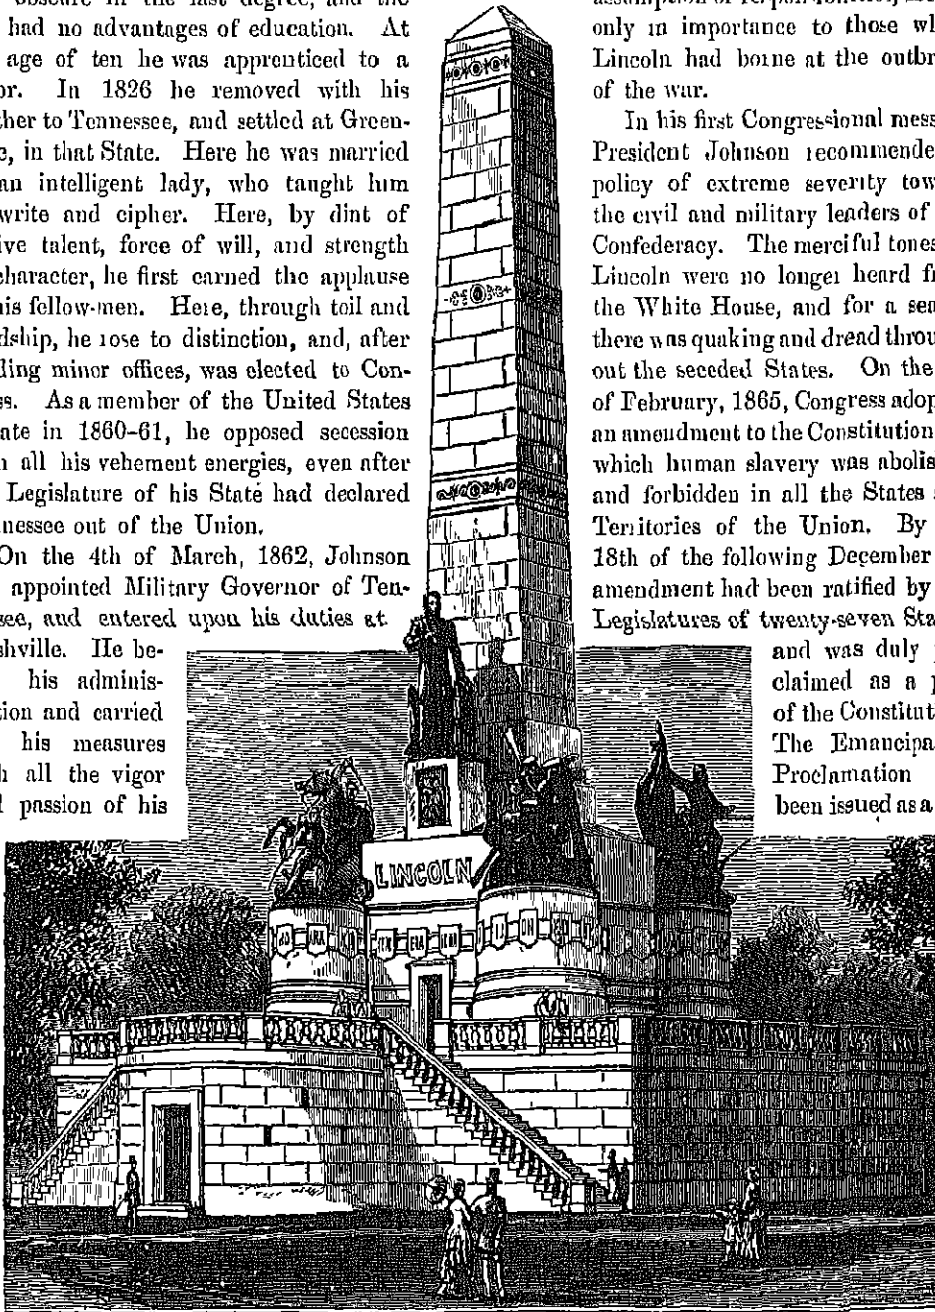 obscure in the last degree, and the
had no advantages of education. At
age of ten he was apprenticed to a
or. In 1826 he removed with his
ther to Tennessee, and settled at Green-
e, in that State. Here he was married
an intelligent lady, who taught him
write and cipher. Here, by dint of
ive talent, force of will, and strength
character, he first earned the applause
his fellow-men. Here, through toil and
dship, he rose to distinction, and, after
ding minor offices, was elected to Con-
ss. As a member of the United States
ate in 1860-61, he opposed secession
h all his vehement energies, even after
Legislature of his State had declared
nessee out of the Union.
On the 4th of March, 1862, Johnson
appointed Military Governor of Ten-
see, and entered upon his duties at
shville. He be-
his adminis-
tion and carried
his measures
h all the vigor
l passion of his
only in importance to those wh
Lincoln had borne at the outbr
of the war.
In his first Congressional mess
President Johnson recommende
policy of extreme severity tow
the civil and military leaders of
Confederacy. The merciful tones
Lincoln were no longer heard fr
the White House, and for a sea
there was quaking and dread throu
out the seceded States. On the
of February, 1865, Congress adop
an amendment to the Constitution
which human slavery was abolis
and forbidden in all the States
Territories of the Union. By
18th of the following December
amendment had been ratified by
Legislatures of twenty-seven Sta
and was duly
claimed as a p
of the Constitut
The Emancipa
Proclamation
been issued as a
LINCOLN